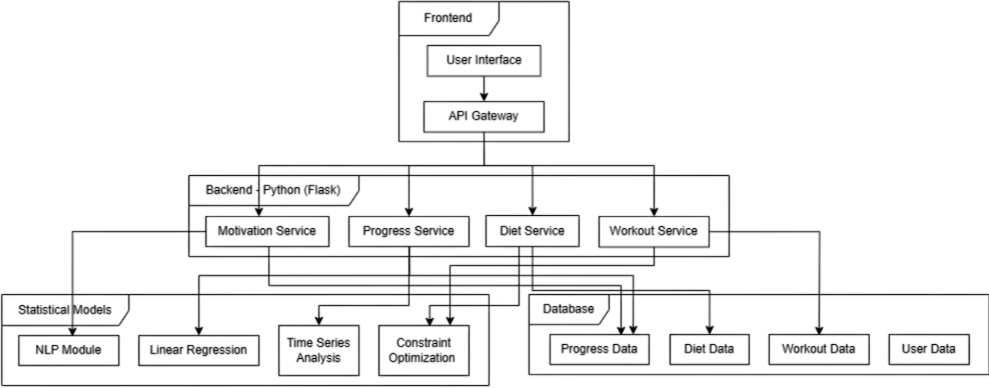 Frontend
User Interface
API Gateway
Backend - Python (Flask)
Motivation Service
Progress Service
Diet Service
Workout Service
Statistical Models
NLP Module
Linear Regression
Time Series
Analysis
Constraint
Optimization
Database
Progress Data
Diet Data
Workout Data
User Data